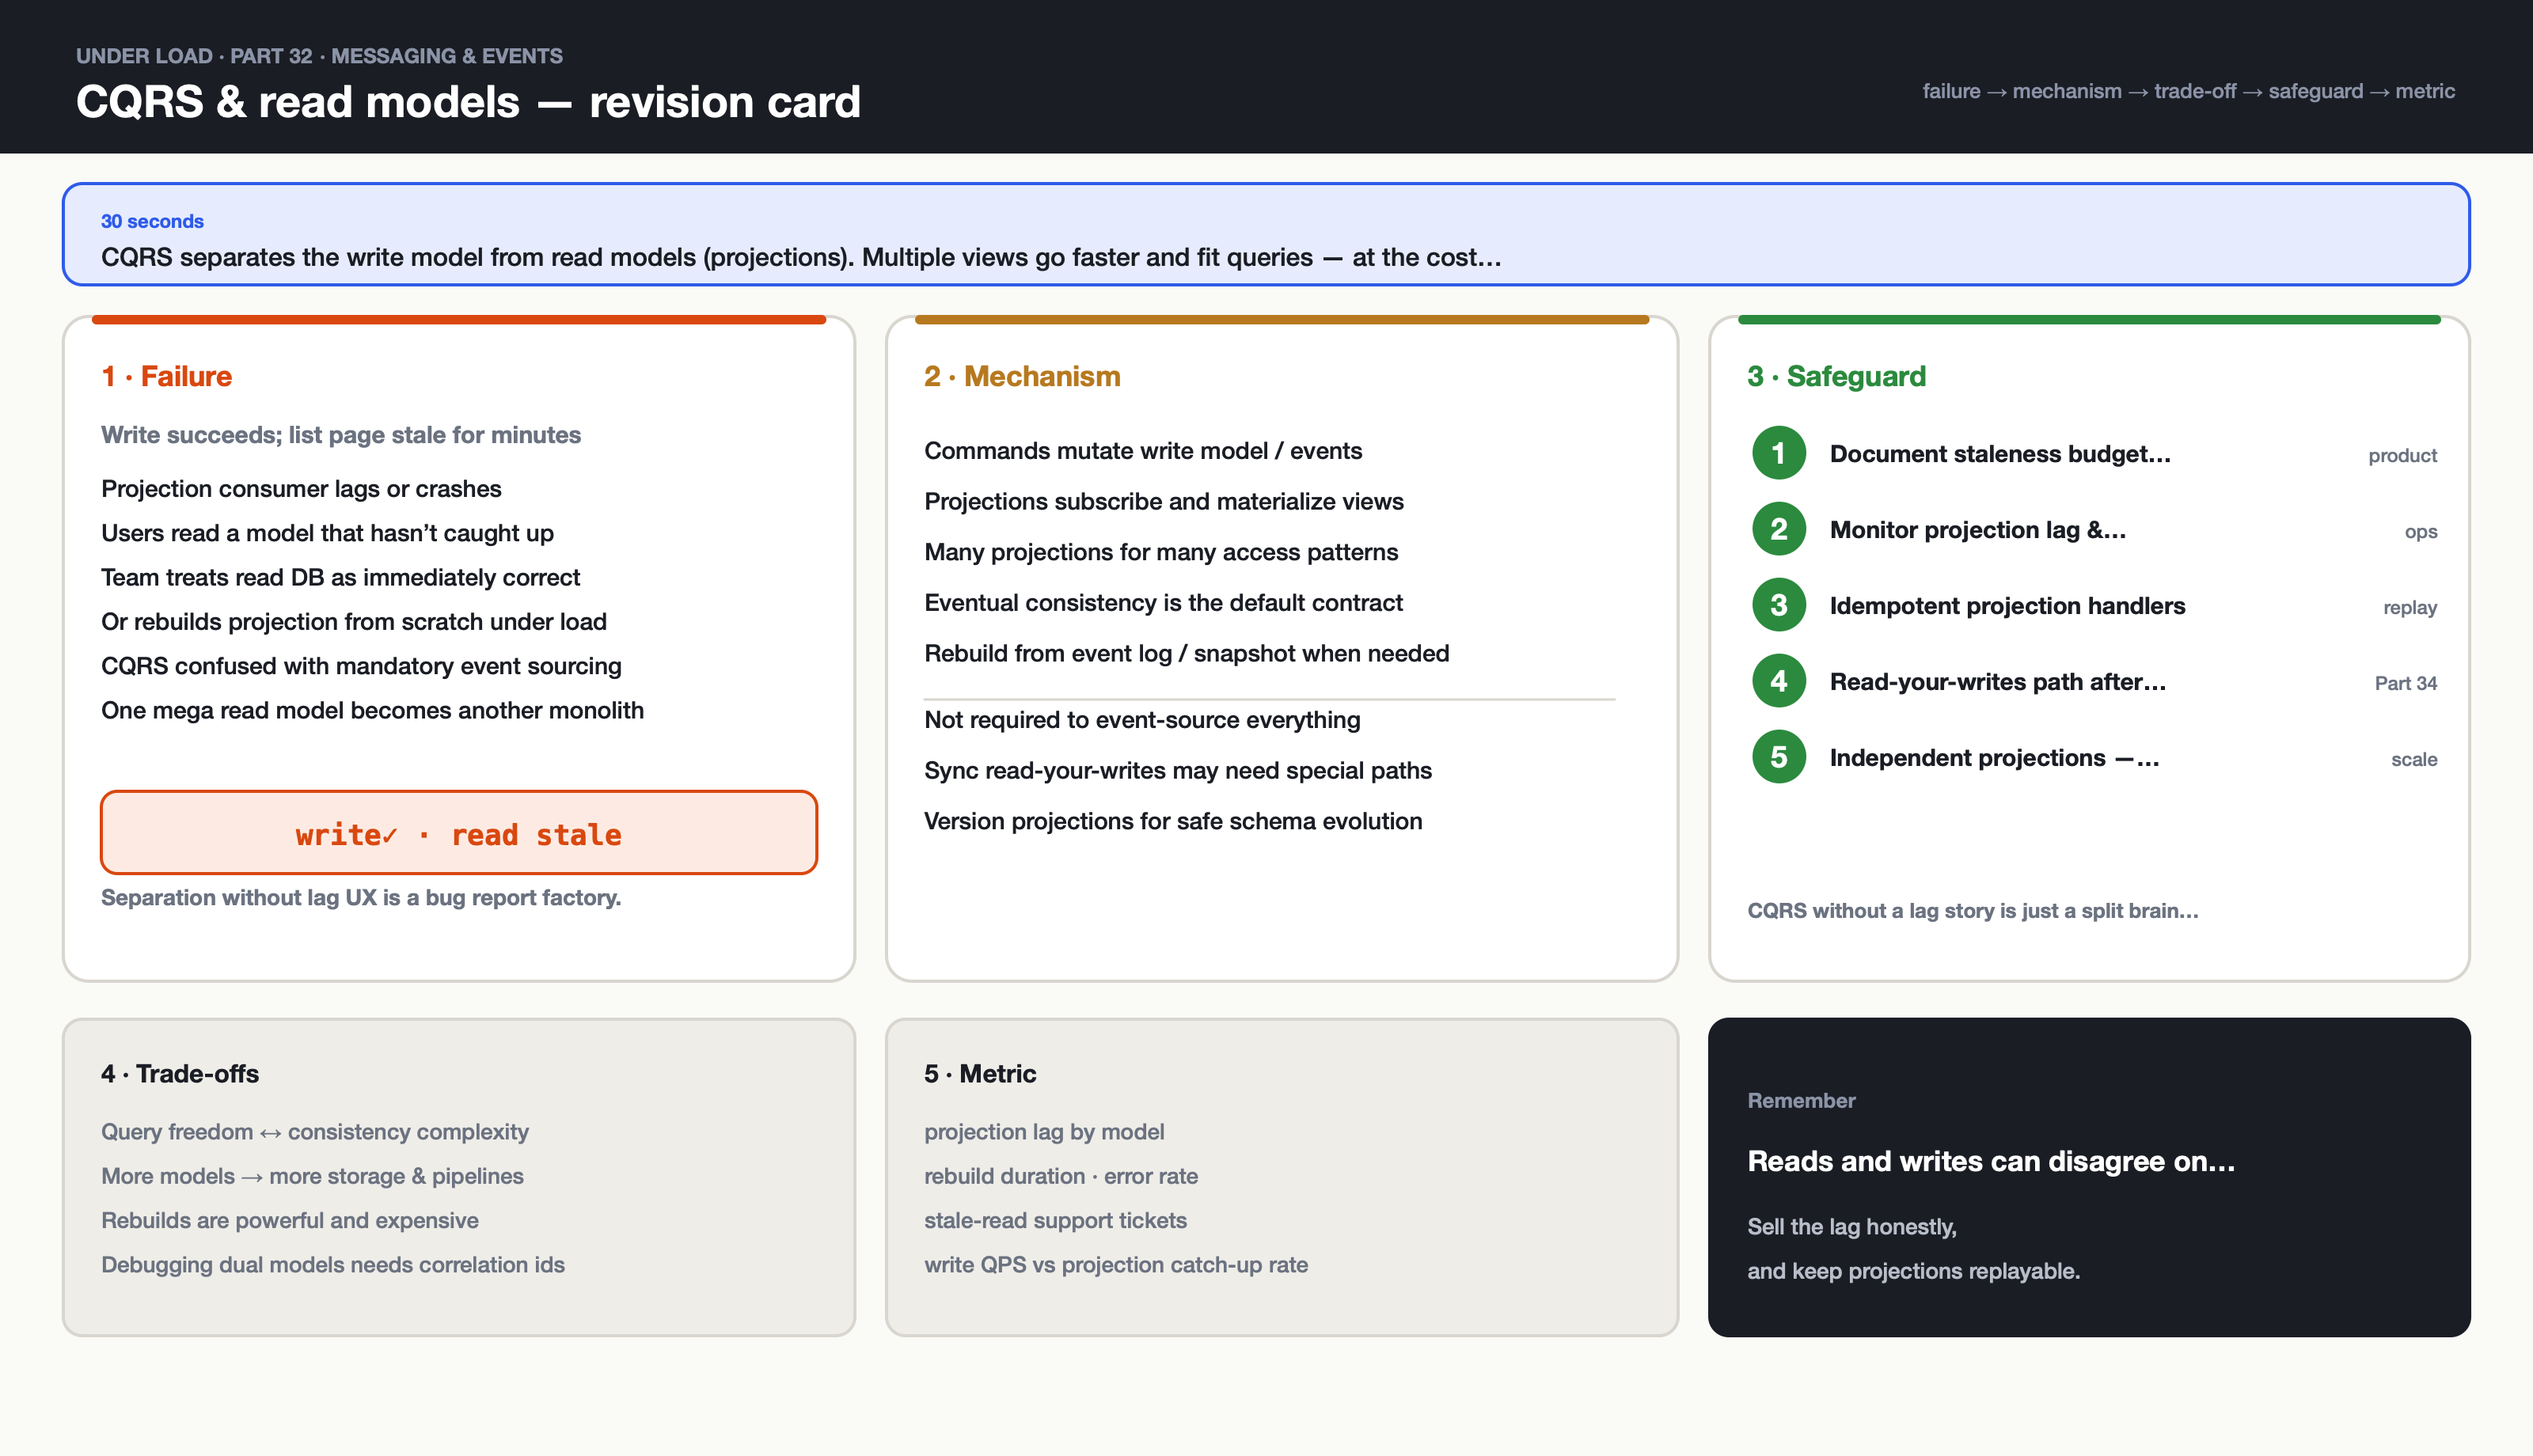 UNDER LOAD · PART 32 · MESSAGING & EVENTS
CQRS & read models — revision card
failure → mechanism → trade-off → safeguard → metric
30 seconds
CQRS separates the write model from read models (projections). Multiple views go faster and fit queries — at the cost…
1 · Failure
Write succeeds; list page stale for minutes
Projection consumer lags or crashes
Users read a model that hasn’t caught up
Team treats read DB as immediately correct
Or rebuilds projection from scratch under load
CQRS confused with mandatory event sourcing
One mega read model becomes another monolith
write✓ · read stale
Separation without lag UX is a bug report factory.
2 · Mechanism
Commands mutate write model / events
Projections subscribe and materialize views
Many projections for many access patterns
Eventual consistency is the default contract
Rebuild from event log / snapshot when needed
Not required to event-source everything
Sync read-your-writes may need special paths
Version projections for safe schema evolution
3 · Safeguard
1 Document staleness budget… product
2 Monitor projection lag &… ops
3 Idempotent projection handlers replay
4 Read-your-writes path after… Part 34
5 Independent projections —… scale
CQRS without a lag story is just a split brain…
4 · Trade-offs
Query freedom ↔ consistency complexity
More models → more storage & pipelines
Rebuilds are powerful and expensive
Debugging dual models needs correlation ids
5 · Metric
projection lag by model
rebuild duration · error rate
stale-read support tickets
write QPS vs projection catch-up rate
Remember
Reads and writes can disagree on…
Sell the lag honestly,
and keep projections replayable.